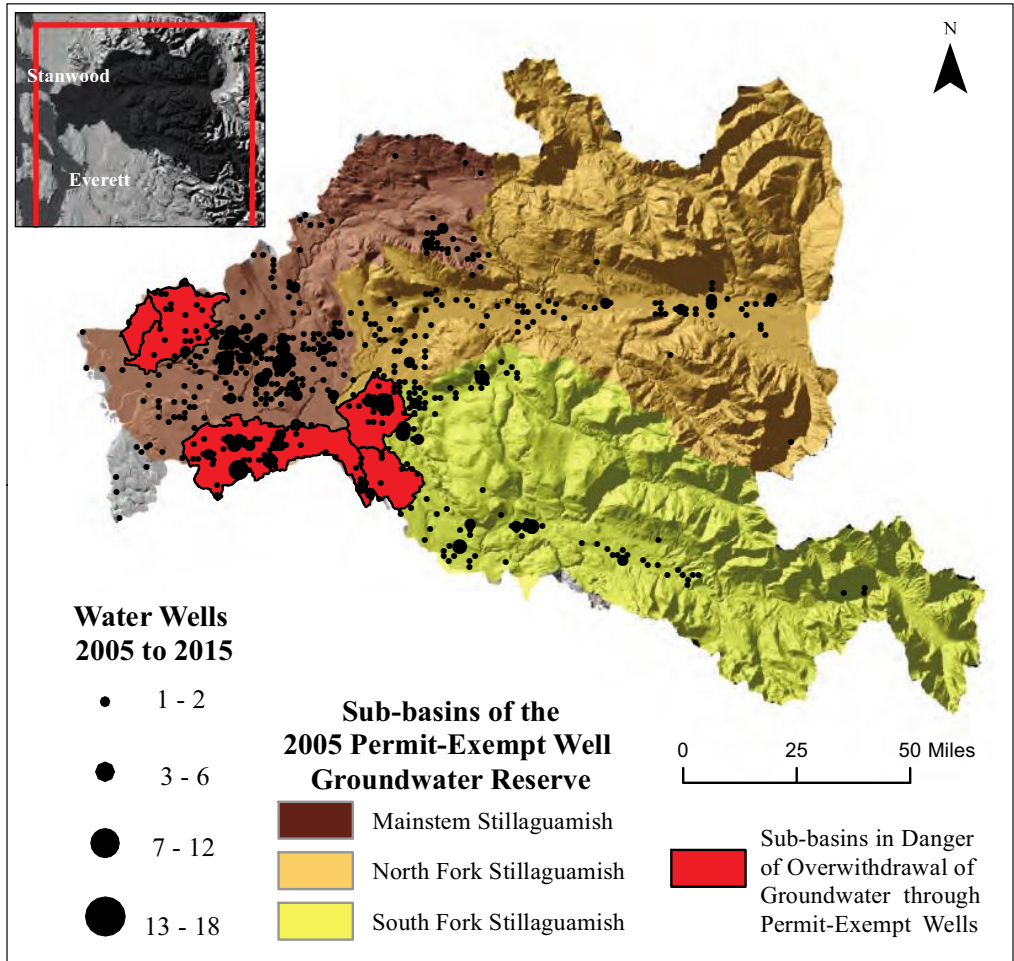 Stanwood
Everett
N
Water Wells
2005 to 2015
1 - 2
3 - 6
7 - 12
13 - 18
Sub-basins of the
2005 Permit-Exempt Well
Groundwater Reserve
Mainstem Stillaguamish
North Fork Stillaguamish
South Fork Stillaguamish
0 25 50 Miles
Sub-basins in Danger
of Overwithdrawal of
Groundwater through
Permit-Exempt Wells